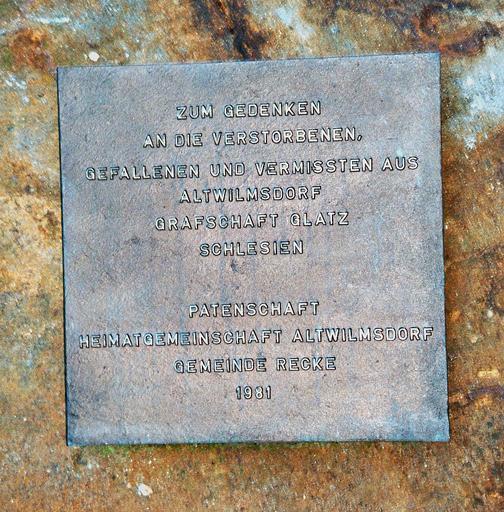 ZUM GEDENKEN
AN DIE VERSTORBENEN,
GEFALLENEN UND VERMISSTEN AUS
ALTWILMSDORF
GRAFSCHAFT GLATZ
SCHLESIEN
PATENSCHAFT
HEIMATGEMEINSCHAFT ALTWILMSDORF
GEMEINDE RECKE
1981